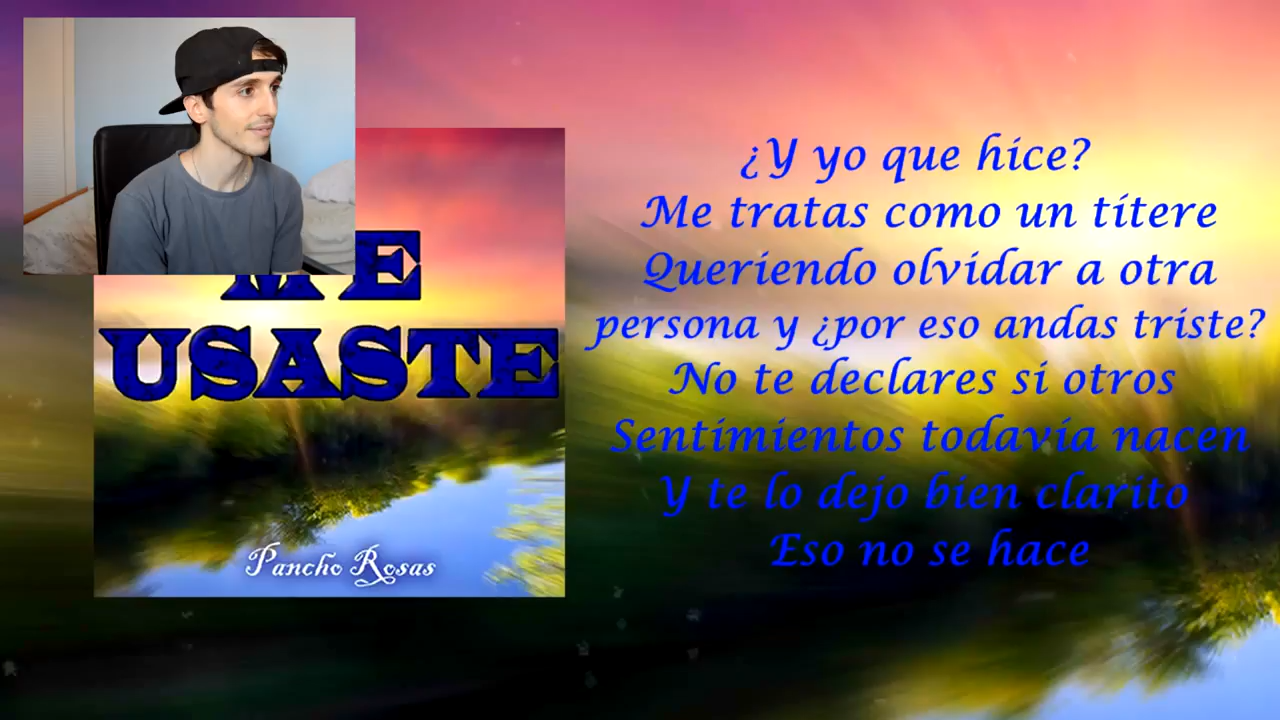 ME
USASTE
Pancho Rosas
¿Y yo que hice?
Me tratas como un títere
Queriendo olvidar a otra
persona y ¿por eso andas triste?
No te declares si otros
Sentimientos todavía nacen
Y te lo dejo bien clarito
Eso no se hace